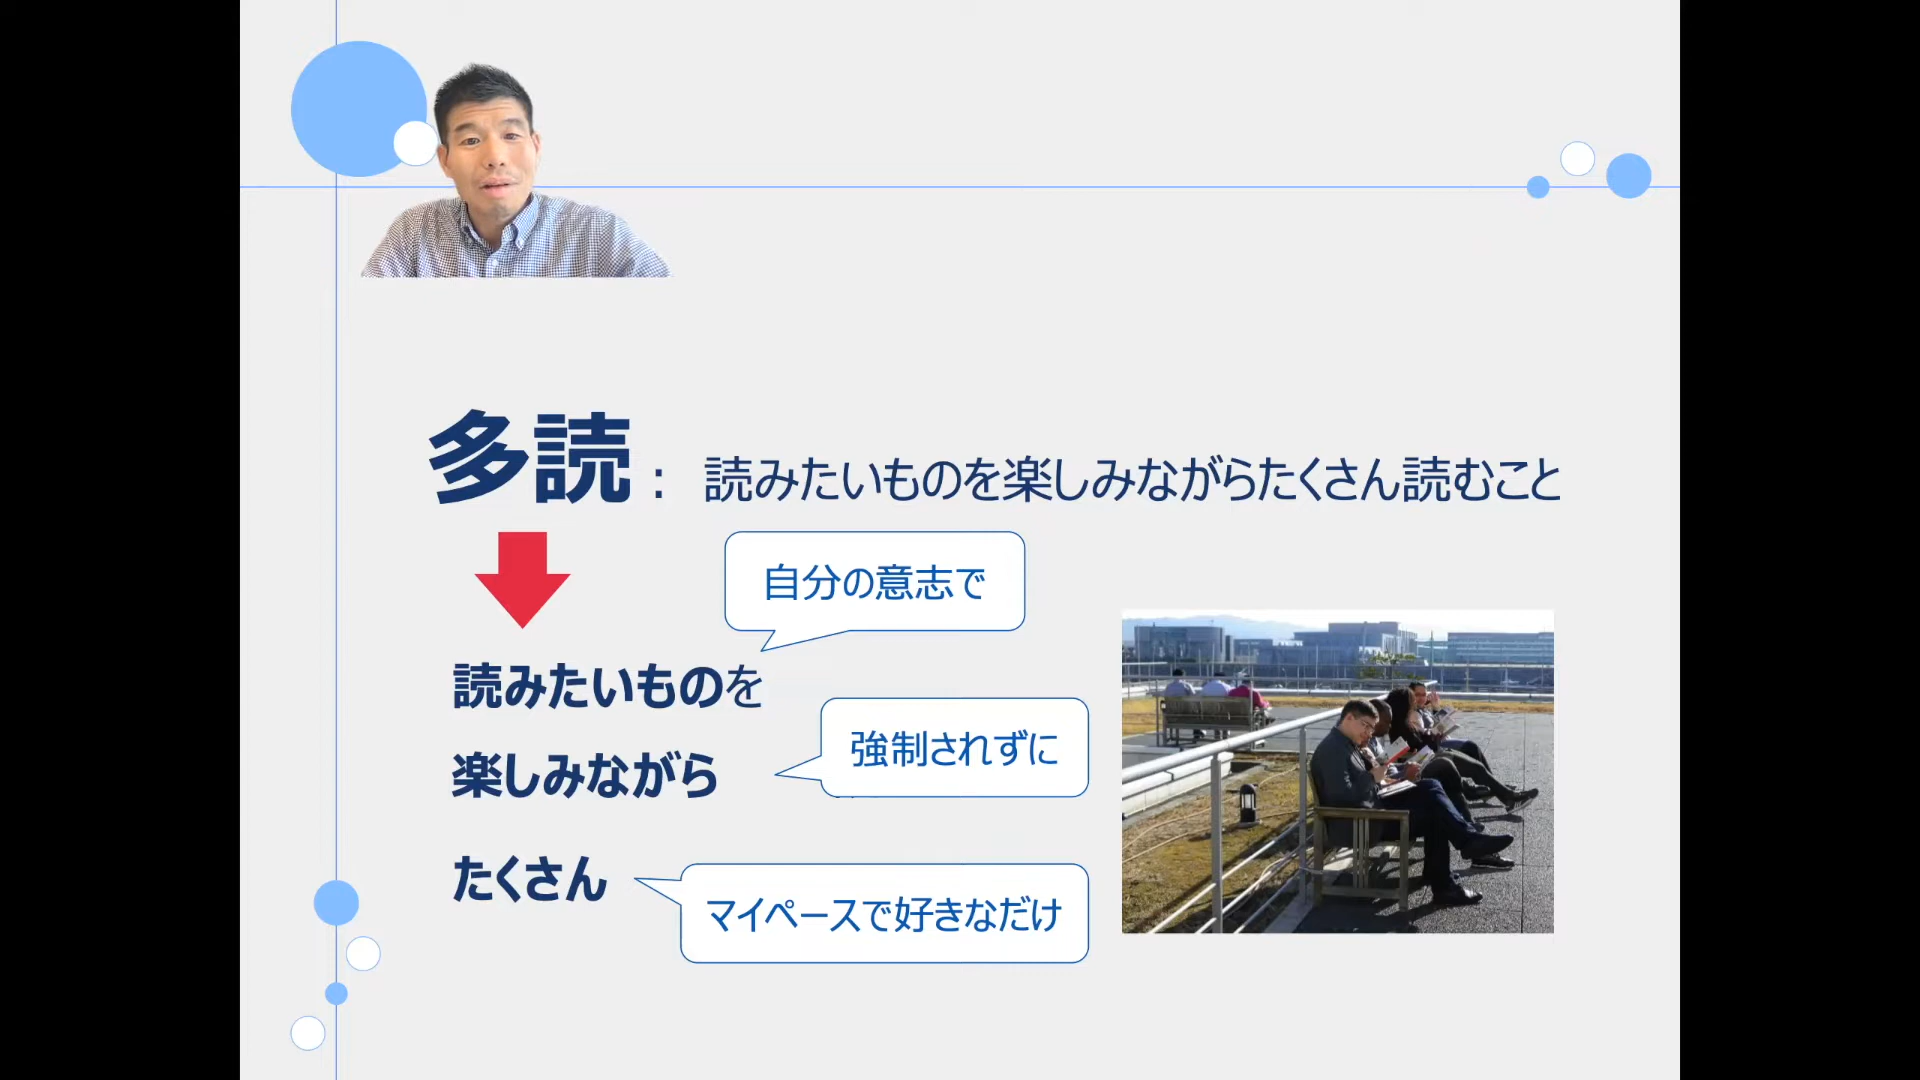 多読： 読みたいものを楽しみながらたくさん読むこと
自分の意志で
読みたいものを
強制されずに
楽しみながら
たくさん
マイペースで好きなだけ